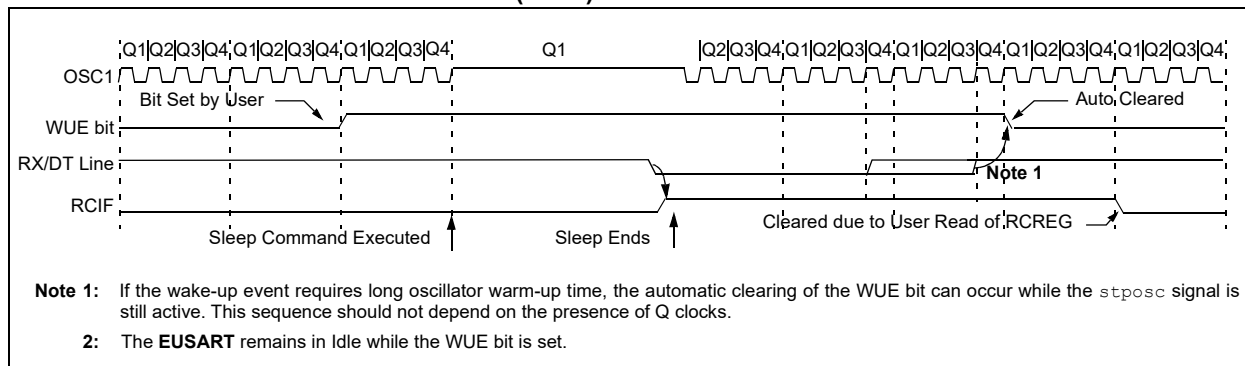 Q1|Q2|Q3|Q4 Q1|Q2|Q3|Q4 Q1|Q2|Q3|Q4 Q1 |Q2|Q3|Q4 Q1|Q2|Q3|Q4 Q1|Q2|Q3|Q4 Q1|Q2|Q3|Q4 Q1|Q2|Q3|Q4
OSC1
Bit Set by User
Auto Cleared
WUE bit
RX/DT Line
Note 1
RCIF
Cleared due to User Read of RCREG
Sleep Command Executed
Sleep Ends
Note 1: If the wake-up event requires long oscillator warm-up time, the automatic clearing of the WUE bit can occur while the stposc signal is
still active. This sequence should not depend on the presence of Q clocks.
2: The EUSART remains in Idle while the WUE bit is set.